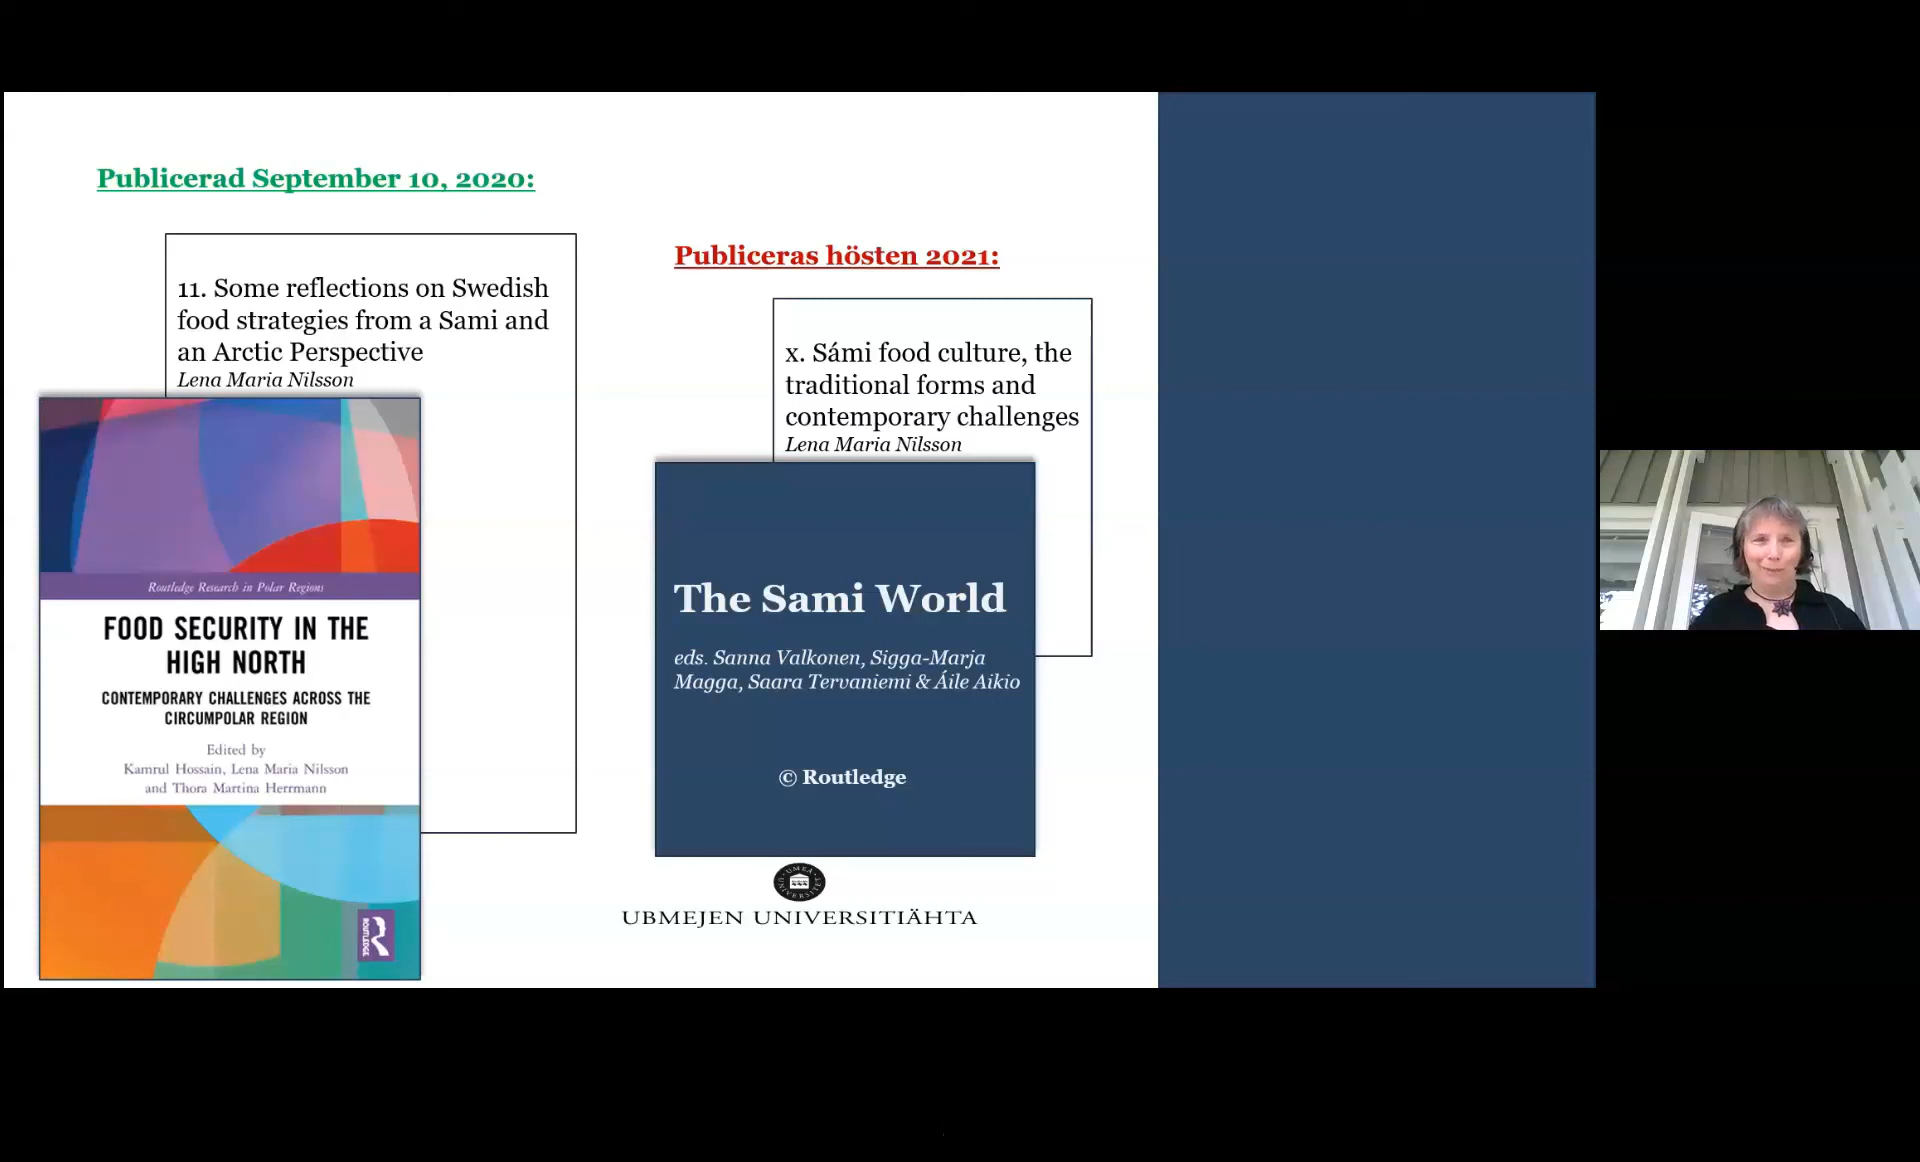 Publicerad September 10, 2020:
11. Some reflections on Swedish
food strategies from a Sami and
an Arctic Perspective
Lena Maria Nilsson
Routledge Research in Polar Regions
FOOD SECURITY IN THE
HIGH NORTH
CONTEMPORARY CHALLENGES ACROSS THE
CIRCUMPOLAR REGION
Edited by
Kamrul Hossain, Lena Maria Nilsson
and Thora Martina Herrmann
ROUTLEDGE
Publiceras hösten 2021:
x. Sámi food culture, the
traditional forms and
contemporary challenges
Lena Maria Nilsson
The Sami World
eds. Sanna Valkonen, Sigga-Marja
Magga, Saara Tervaniemi & Áile Aikio
© Routledge
UMEÅ UNIVERSITET
UBMEJEN UNIVERSITIÄHTA